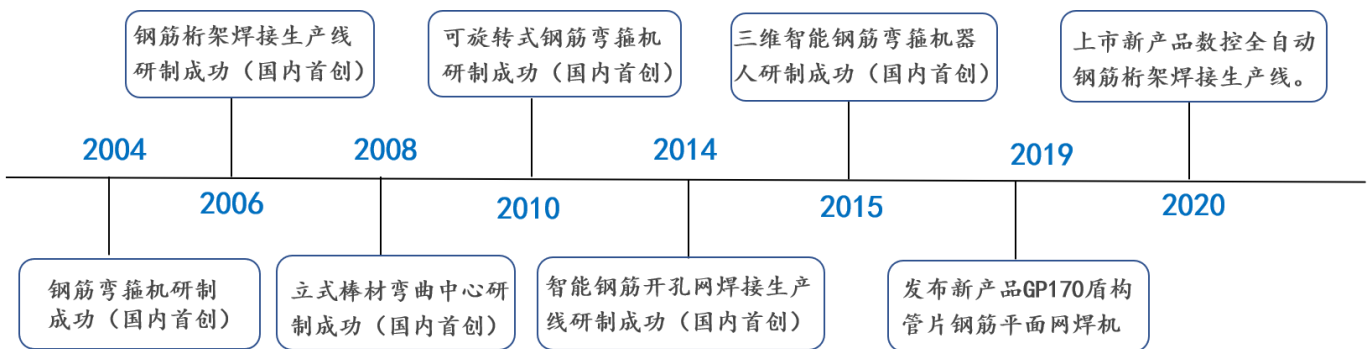 钢筋桁架焊接生产线
研制成功（国内首创）
可旋转式钢筋弯箍机
研制成功（国内首创）
三维智能钢筋弯箍机器
人研制成功（国内首创）
上市新产品数控全自动
钢筋桁架焊接生产线。
2004
2008
2014
2019
2006
2010
2015
2020
钢筋弯箍机研制
成功（国内首创）
立式棒材弯曲中心研
制成功（国内首创）
智能钢筋开孔网焊接生产
线研制成功（国内首创）
发布新产品GP170盾构
管片钢筋平面网焊机